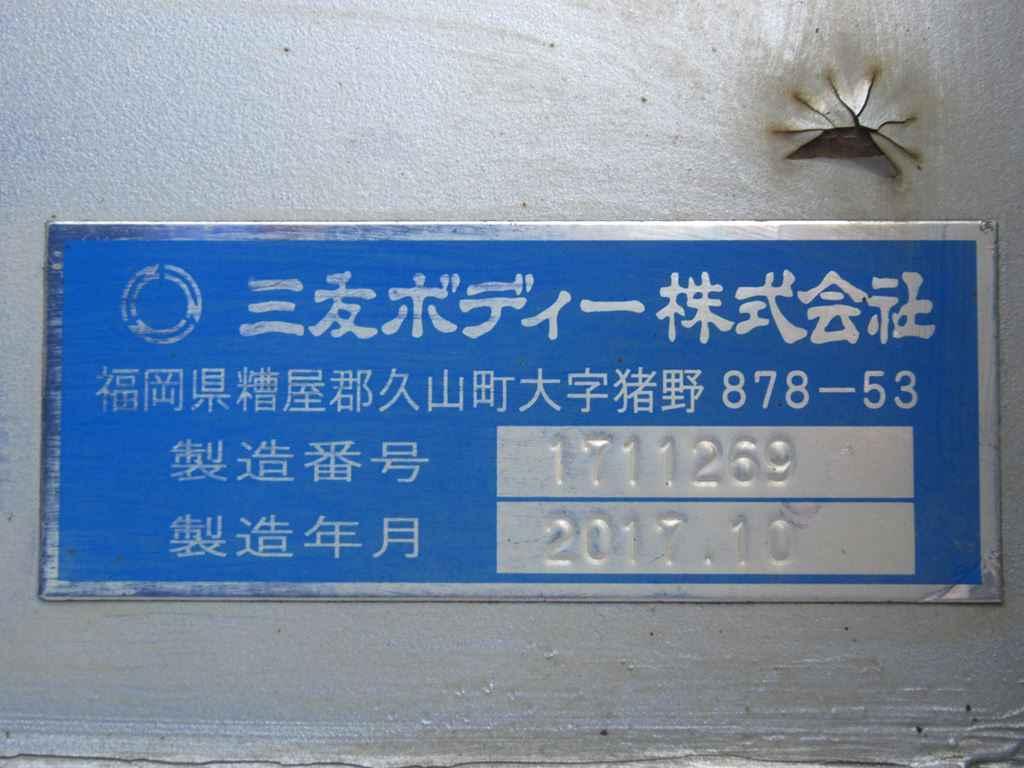 三友ボディー株式会社
福岡県糟屋郡久山町大字猪野 878-53
製造番号 1711269
製造年月 2017.10